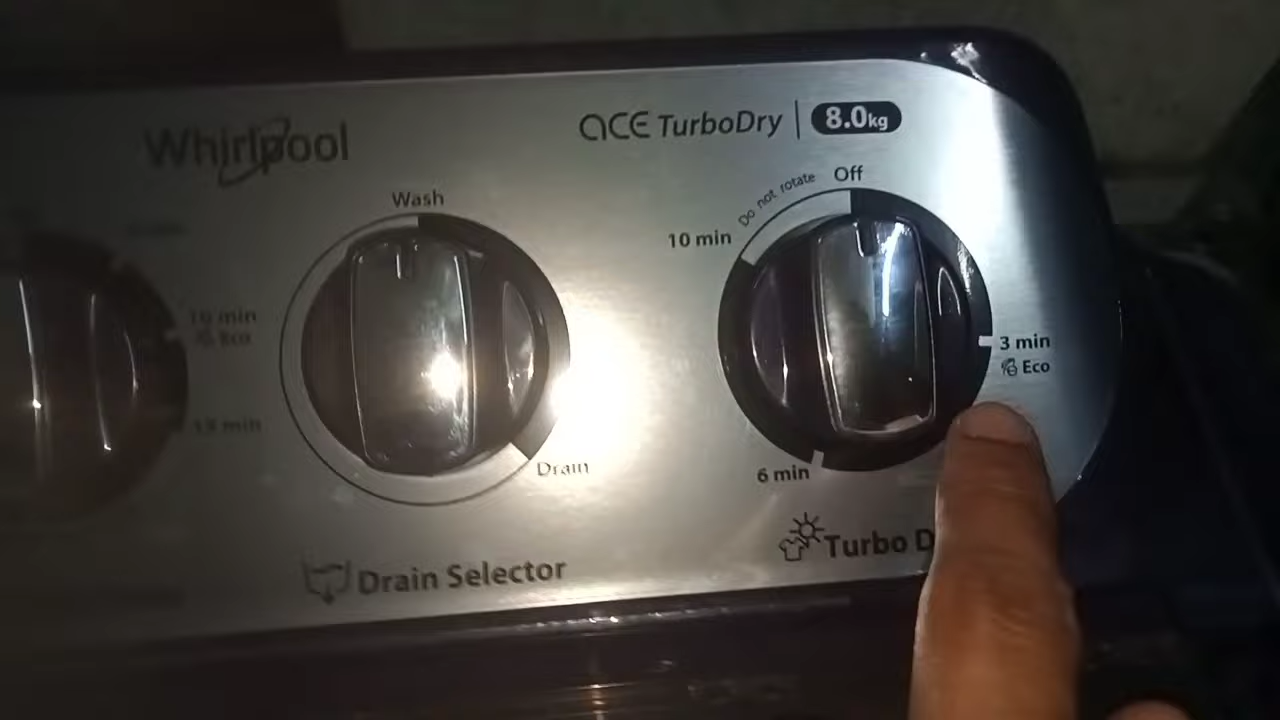 Whirlpool
ACE TurboDry | 8.0kg
Wash
Do not rotate
Off
10 min
10 min
Eco
3 min
Eco
Drain
6 min
Drain Selector
Turbo D